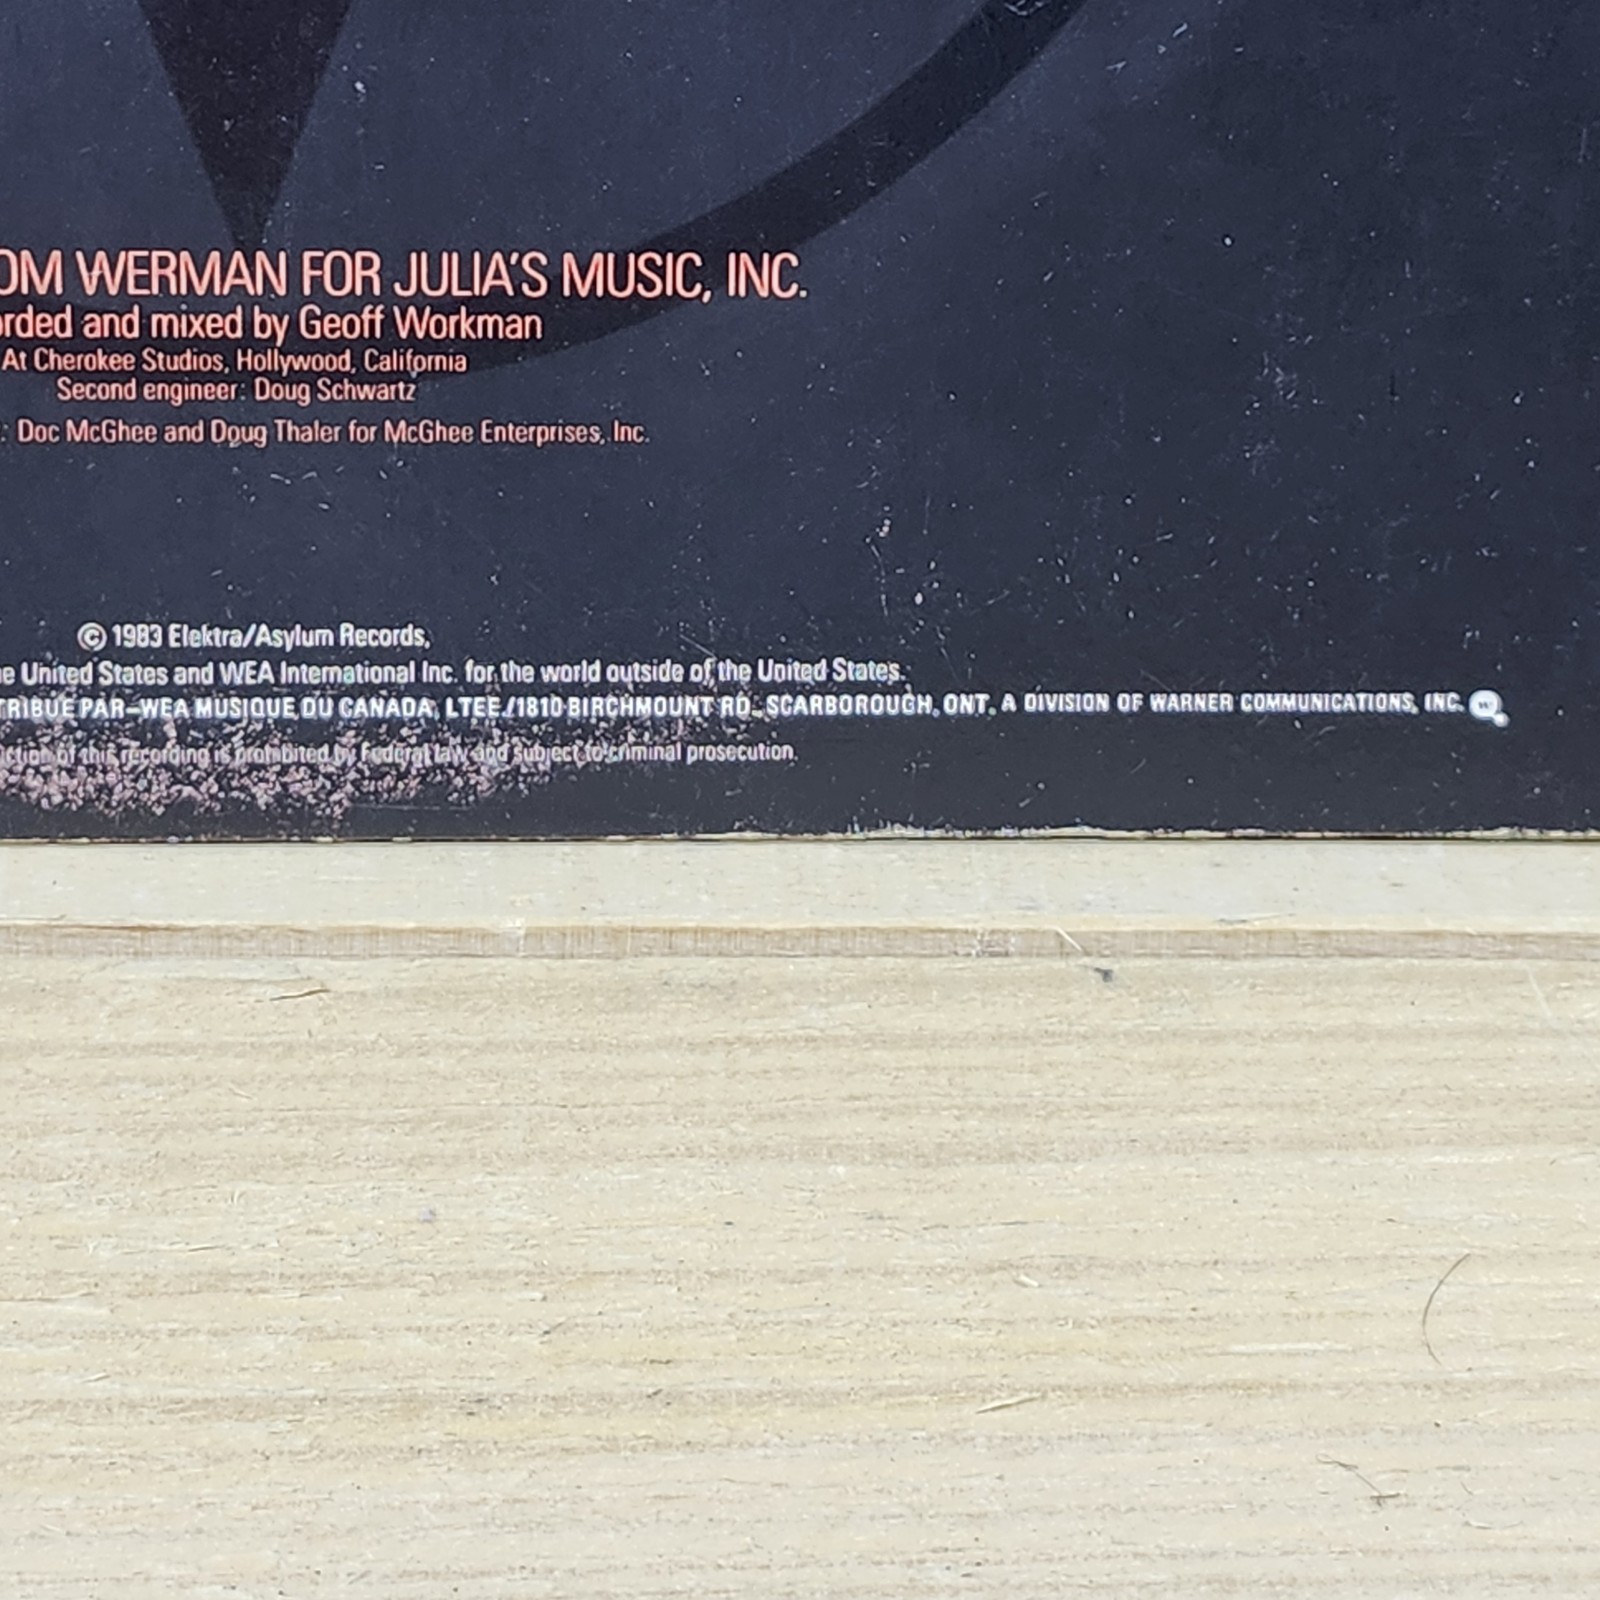 OM WERMAN FOR JULIA'S MUSIC, INC.
orded and mixed by Geoff Workman
At Cherokee Studios, Hollywood, California
Second engineer: Doug Schwartz
: Doc McGhee and Doug Thaler for McGhee Enterprises, Inc.
© 1983 Elektra/Asylum Records,
e United States and WEA International Inc. for the world outside of the United States.
TRIBUE PAR—WEA MUSIQUE DU CANADA, LTEE./1810 BIRCHMOUNT RD., SCARBOROUGH, ONT. A DIVISION OF WARNER COMMUNICATIONS, INC.
ction of this recording is prohibited by Federal law and subject to criminal prosecution.